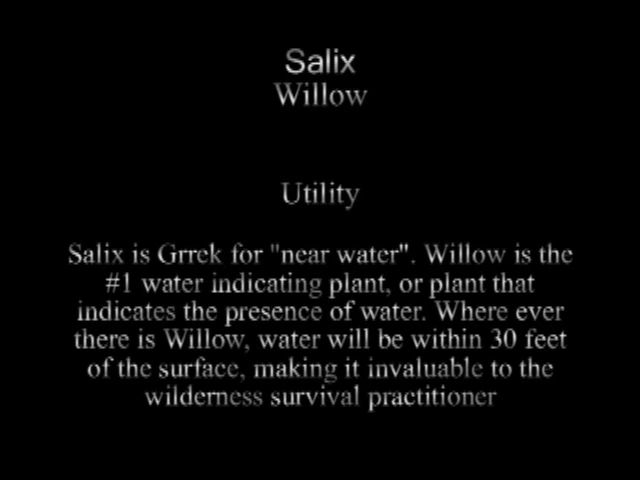 Salix
Willow
Utility
Salix is Grrek for "near water". Willow is the
#1 water indicating plant, or plant that
indicates the presence of water. Where ever
there is Willow, water will be within 30 feet
of the surface, making it invaluable to the
wilderness survival practitioner